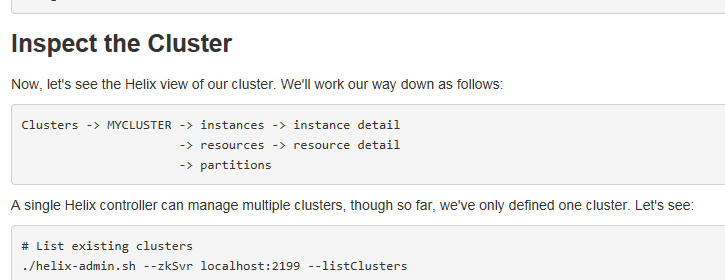 Inspect the Cluster
Now, let's see the Helix view of our cluster. We'll work our way down as follows:
Clusters -> MYCLUSTER -> instances -> instance detail
                      -> resources -> resource detail
                      -> partitions
A single Helix controller can manage multiple clusters, though so far, we've only defined one cluster. Let's see:
# List existing clusters
./helix-admin.sh --zkSvr localhost:2199 --listClusters